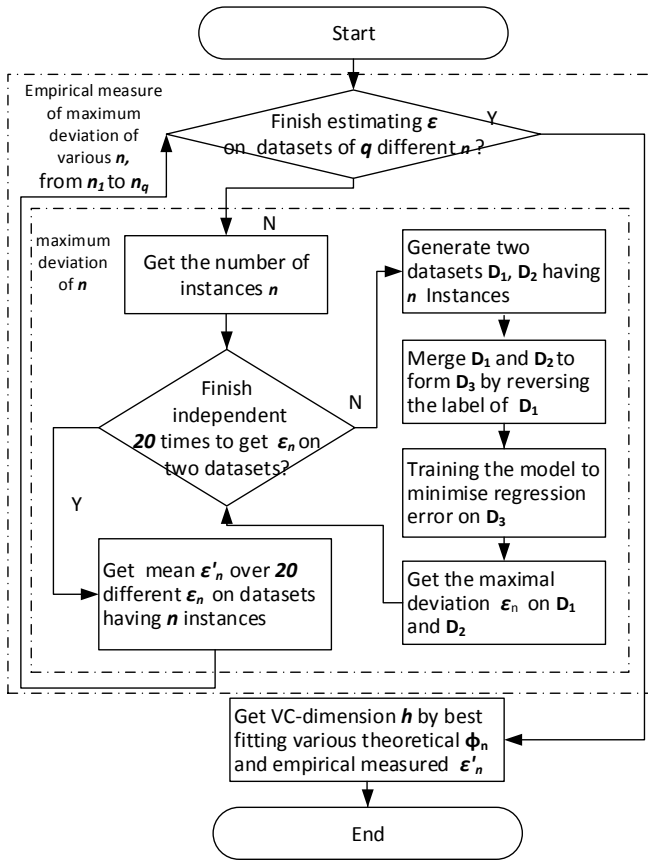 Start
Empirical measure
of maximum
deviation of
various n,
from n1 to nq
Y
Finish estimating ε
on datasets of q different n ?
N
maximum
deviation
of n
Get the number of
instances n
Generate two
datasets D1, D2 having
n Instances
Merge D1 and D2 to
form D3 by reversing
the label of D1
Finish
independent
20 times to get εn on
two datasets?
N
Y
Training the model to
minimise regression
error on D3
Get the maximal
deviation εn on D1
and D2
Get mean ε'n over 20
different εn on datasets
having n instances
Get VC-dimension h by best
fitting various theoretical ϕn
and empirical measured ε'n
End